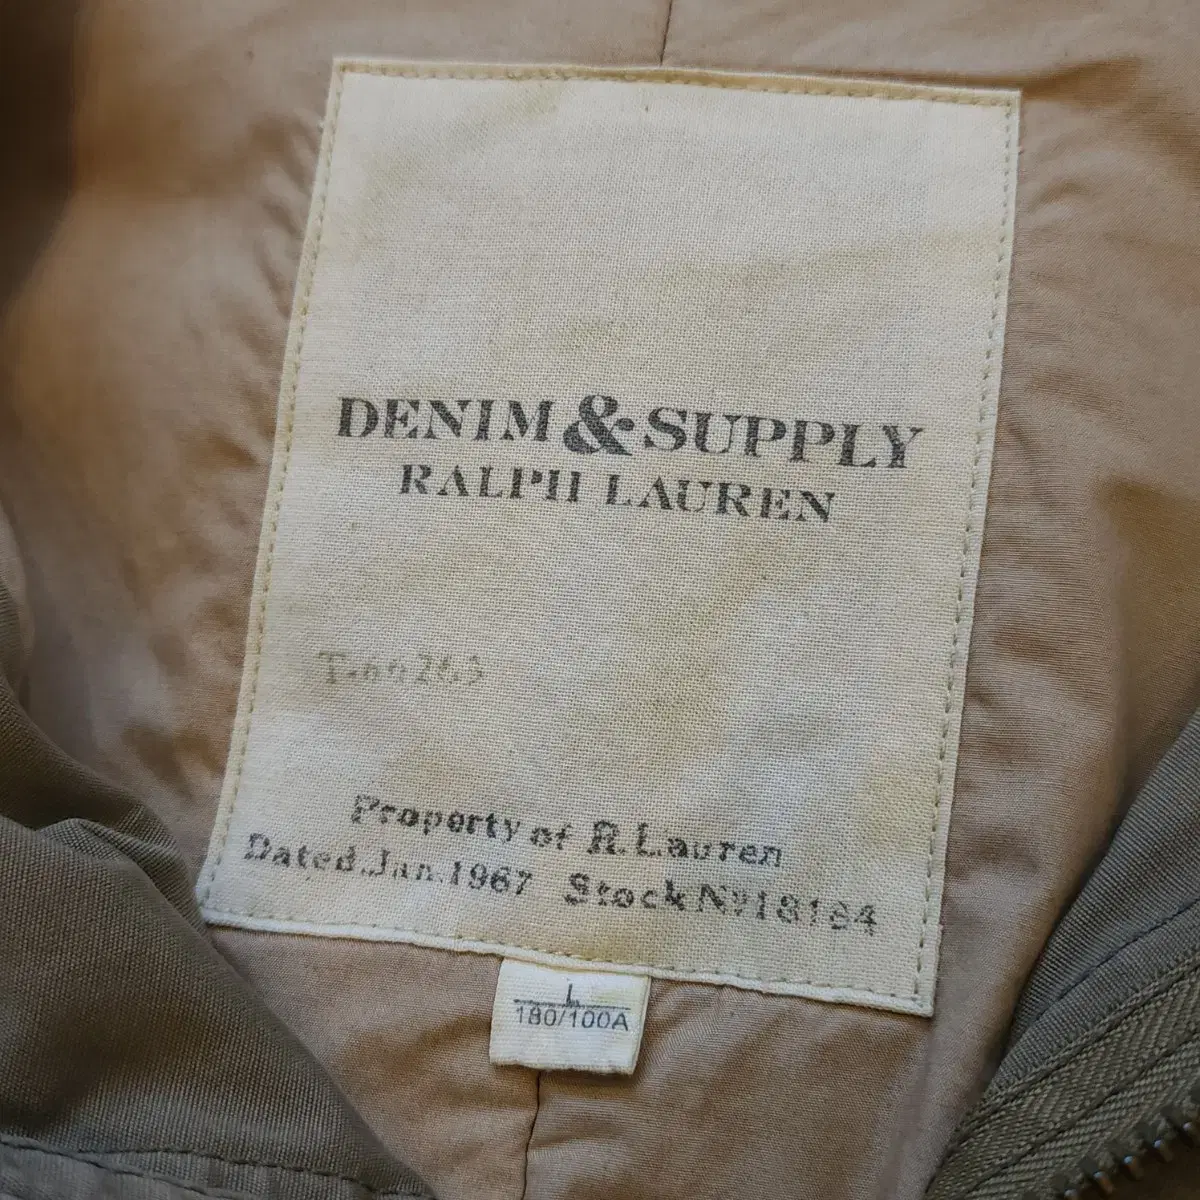 DENIM & SUPPLY
RALPH LAUREN
Property of R. Lauren
Dated Jan. 1967 Stock Nº 18184
L
180/100A